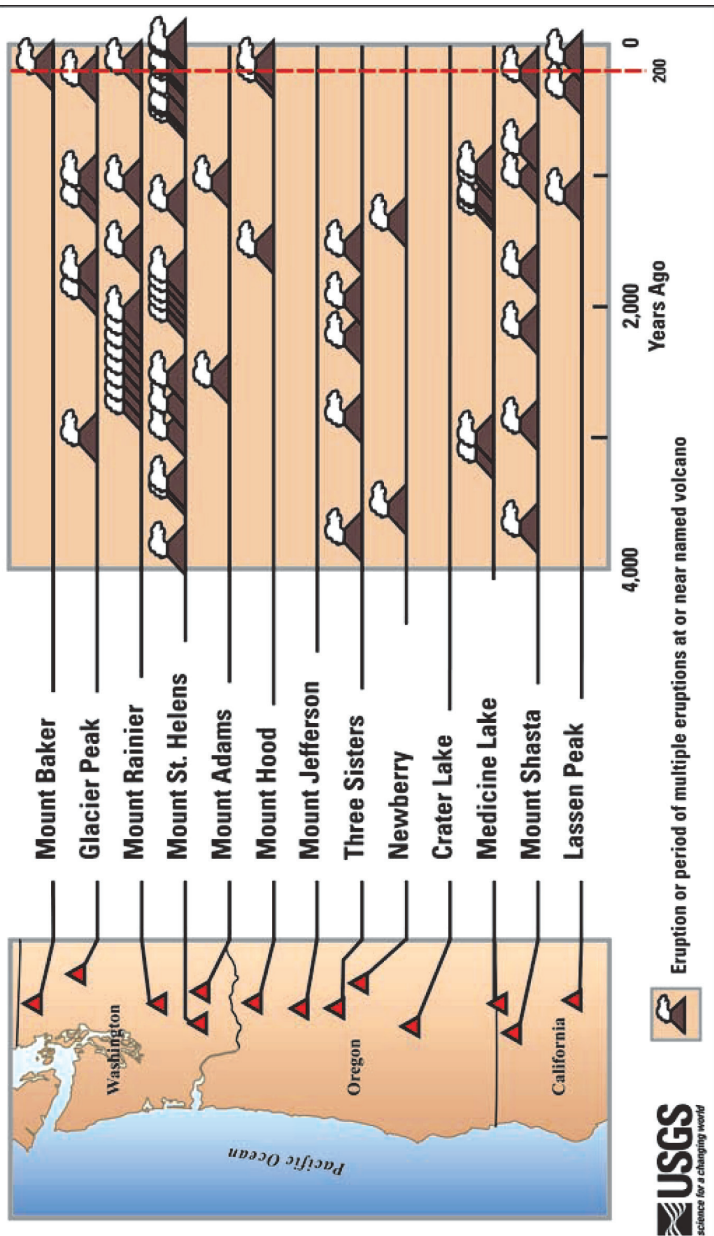 Washington
Oregon
California
Pacific Ocean
Mount Baker
Glacier Peak
Mount Rainier
Mount St. Helens
Mount Adams
Mount Hood
Mount Jefferson
Three Sisters
Newberry
Crater Lake
Medicine Lake
Mount Shasta
Lassen Peak
4,000
2,000
200
0
Years Ago
USGS
science for a changing world
Eruption or period of multiple eruptions at or near named volcano